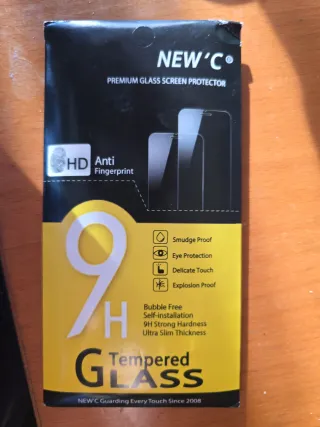 NEW'C®
PREMIUM GLASS SCREEN PROTECTOR
HD Anti
Fingerprint
Smudge Proof
Eye Protection
Delicate Touch
Explosion Proof
9H
Bubble Free
Self-installation
9H Strong Hardness
Ultra Slim Thickness
Tempered
GLASS
NEW'C Guarding Every Touch Since 2008